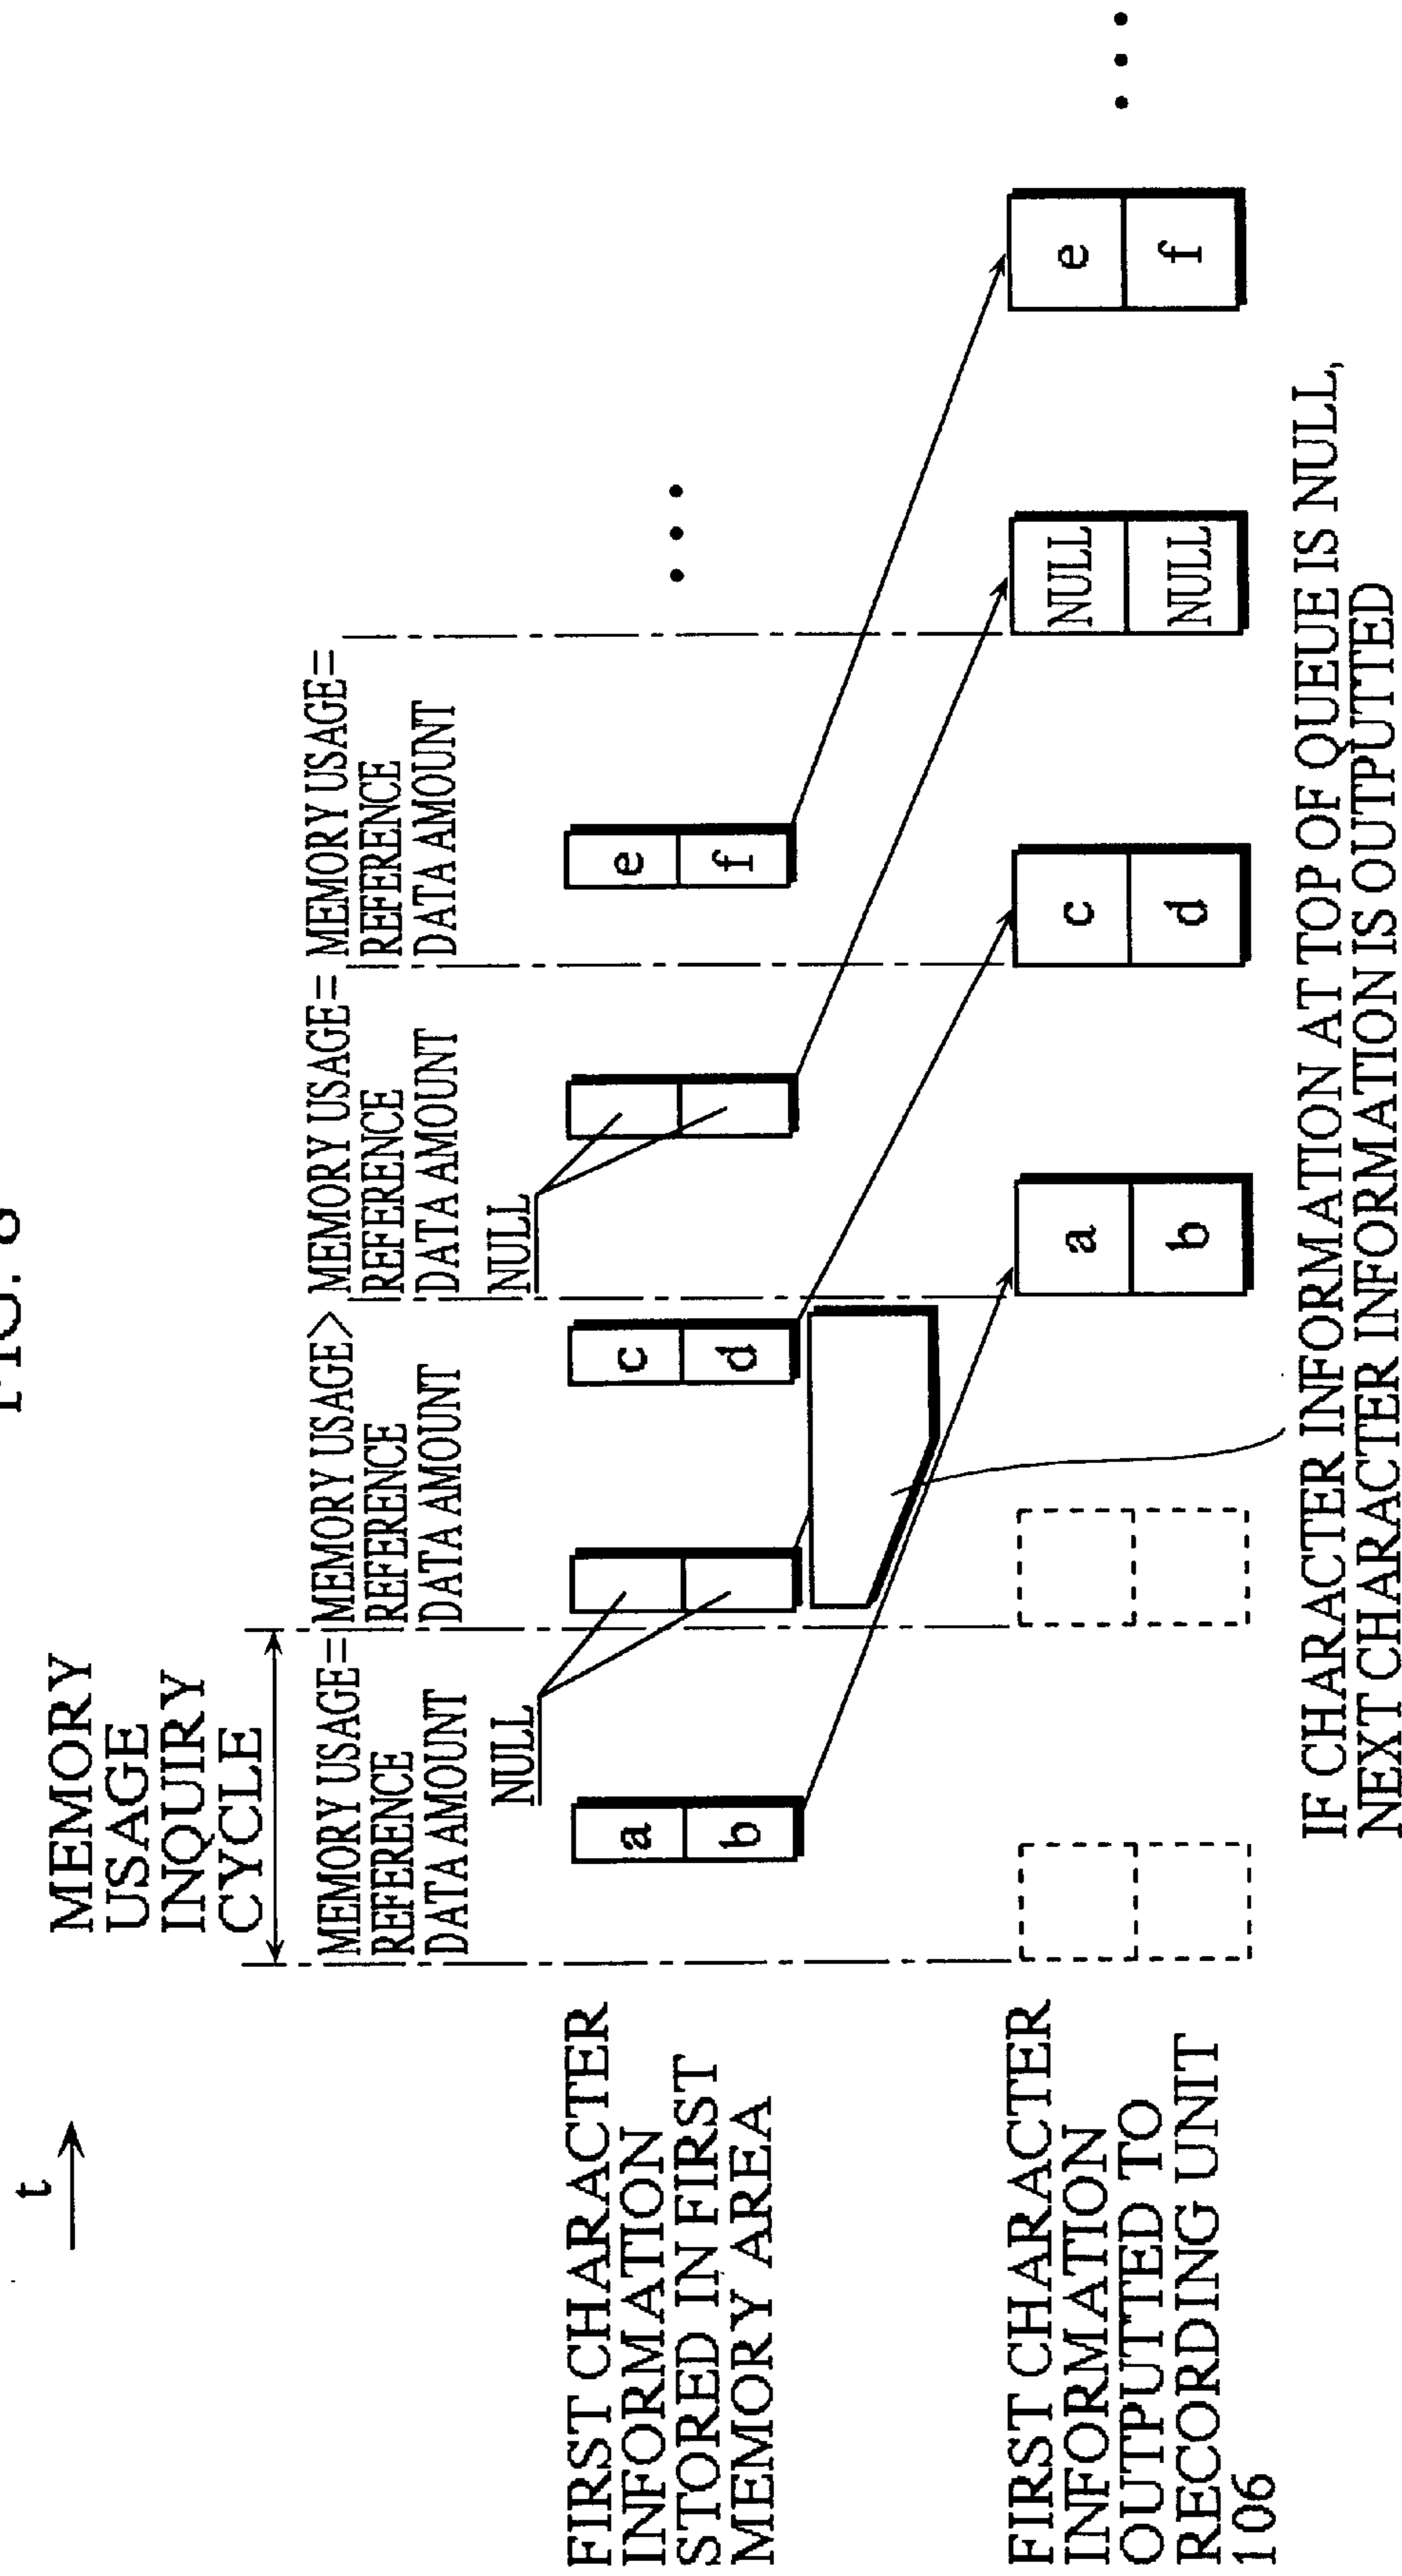 FIG. 8
t
MEMORY
USAGE
INQUIRY
CYCLE
MEMORY USAGE=
REFERENCE
DATA AMOUNT
MEMORY USAGE>
REFERENCE
DATA AMOUNT
MEMORY USAGE=
REFERENCE
DATA AMOUNT
MEMORY USAGE=
REFERENCE
DATA AMOUNT
NULL
NULL
FIRST CHARACTER
INFORMATION
STORED IN FIRST
MEMORY AREA
a
b
c
d
e
f
FIRST CHARACTER
INFORMATION
OUTPUTTED TO
RECORDING UNIT
106
a
b
c
d
NULL
NULL
e
f
IF CHARACTER INFORMATION AT TOP OF QUEUE IS NULL,
NEXT CHARACTER INFORMATION IS OUTPUTTED